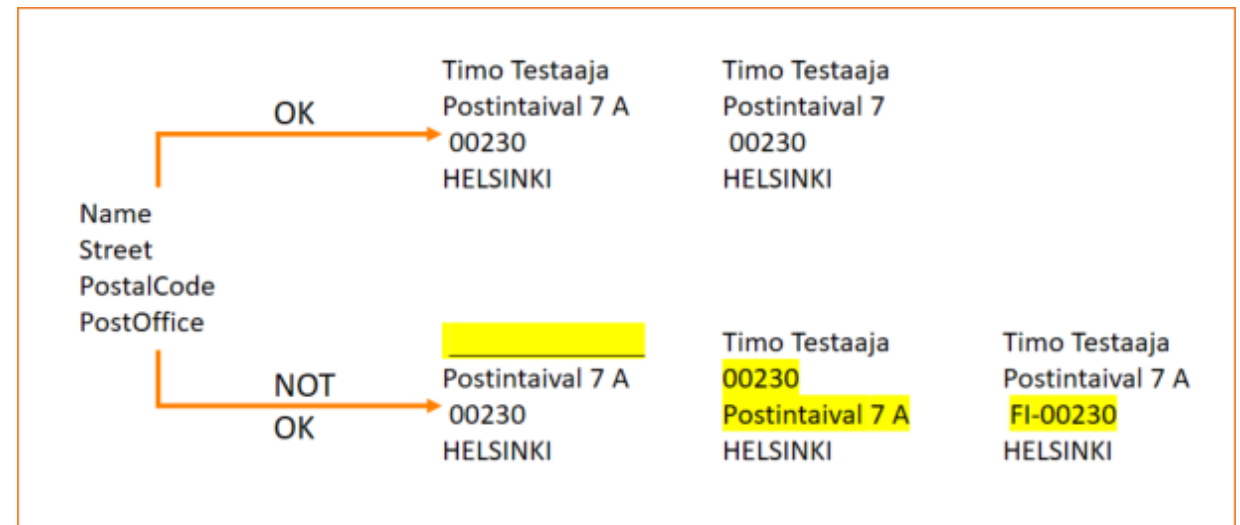 OK
Timo Testaaja
Postintaival 7 A
00230
HELSINKI
Timo Testaaja
Postintaival 7
00230
HELSINKI
Name
Street
PostalCode
PostOffice
NOT
OK
Postintaival 7 A
00230
HELSINKI
Timo Testaaja
00230
Postintaival 7 A
HELSINKI
Timo Testaaja
Postintaival 7 A
FI-00230
HELSINKI